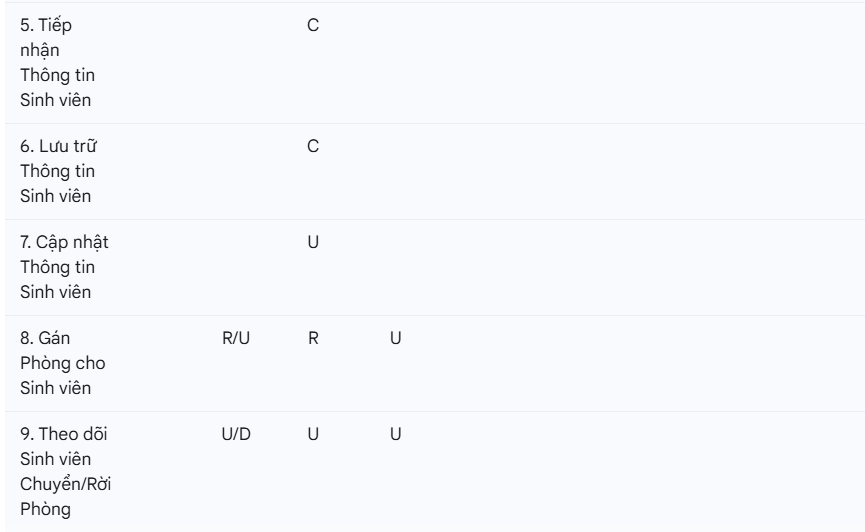 5. Tiếp C
nhận
Thông tin
Sinh viên
6. Lưu trữ C
Thông tin
Sinh viên
7. Cập nhật U
Thông tin
Sinh viên
8. Gán R/U R U
Phòng cho
Sinh viên
9. Theo dõi U/D U U
Sinh viên
Chuyển/Rời
Phòng